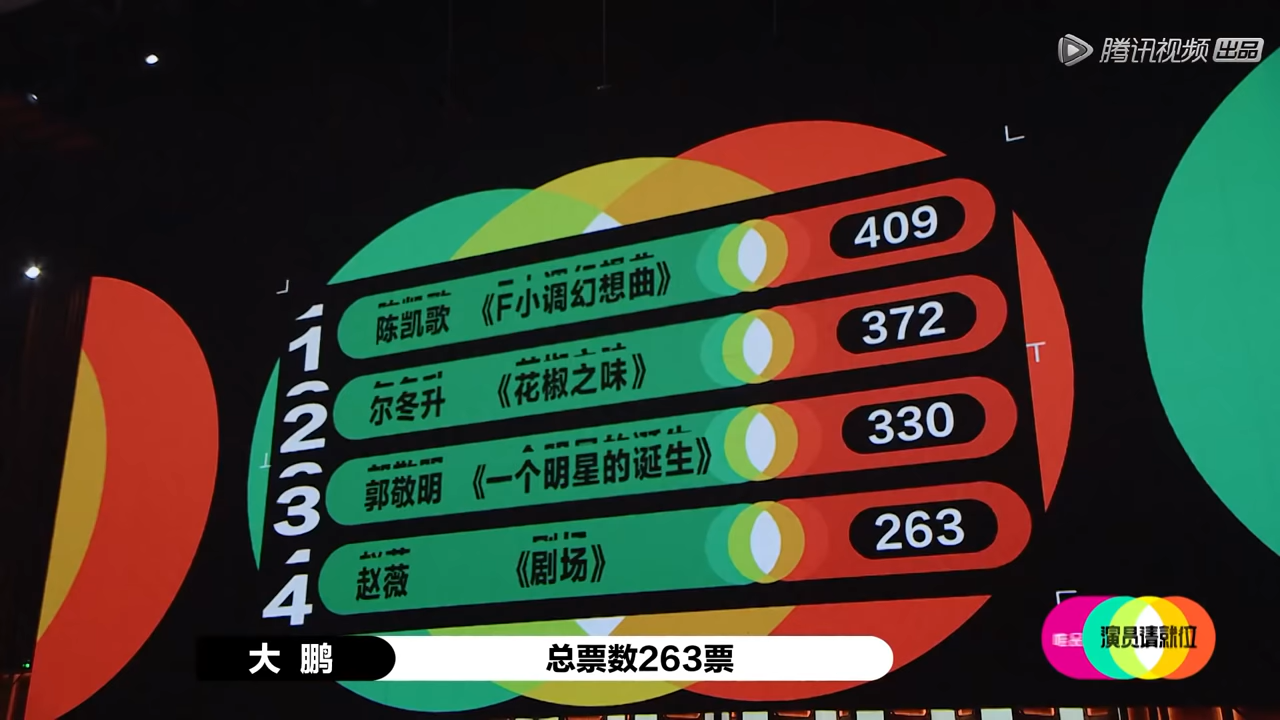 腾讯视频 出品
1 陈凯歌 《F小调幻想曲》 409
2 尔冬升 《花椒之味》 372
3 郭敬明 《一个明星的诞生》 330
4 赵薇 《剧场》 263
演员请就位
大鹏 总票数263票